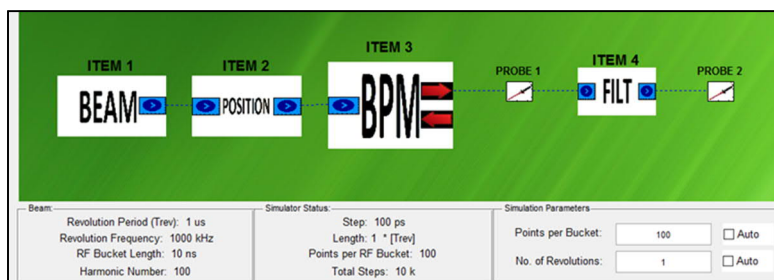 ITEM 1
ITEM 2
ITEM 3
ITEM 4
BEAM
POSITION
BPM
PROBE 1
FILT
PROBE 2
Beam:
Revolution Period (Trev): 1 us
Revolution Frequency: 1000 kHz
RF Bucket Length: 10 ns
Harmonic Number: 100
Simulator Status:
Step: 100 ps
Length: 1 * [Trev]
Points per RF Bucket: 100
Total Steps: 10 k
Simulation Parameters
Points per Bucket: 100 Auto
No. of Revolutions: 1 Auto